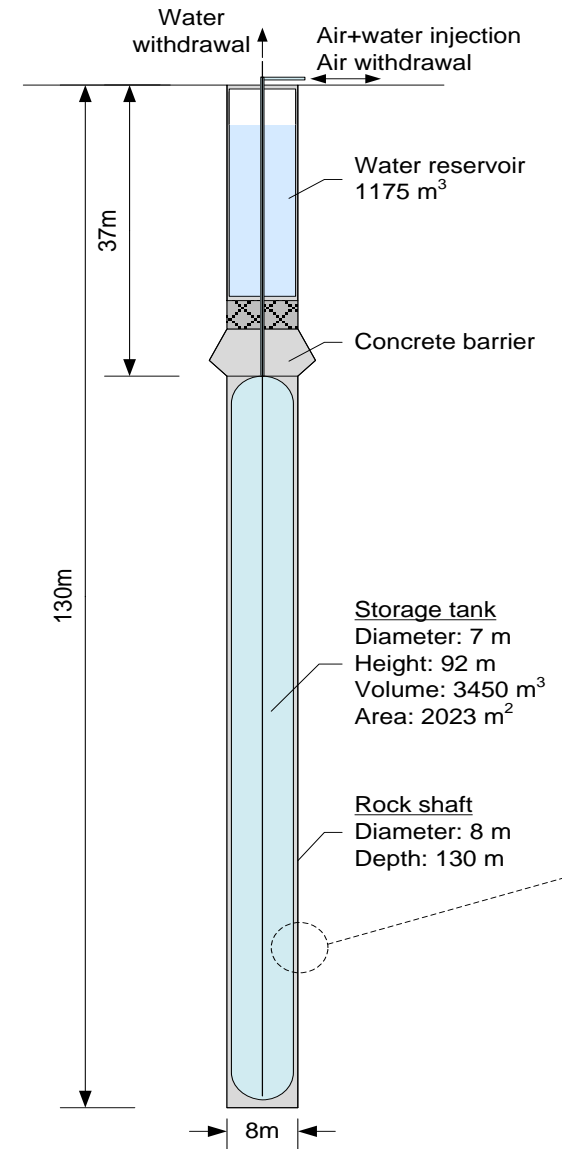 Water
withdrawal
Air+water injection
Air withdrawal
Water reservoir
1175 m³
37m
Concrete barrier
130m
Storage tank
Diameter: 7 m
Height: 92 m
Volume: 3450 m³
Area: 2023 m²
Rock shaft
Diameter: 8 m
Depth: 130 m
8m